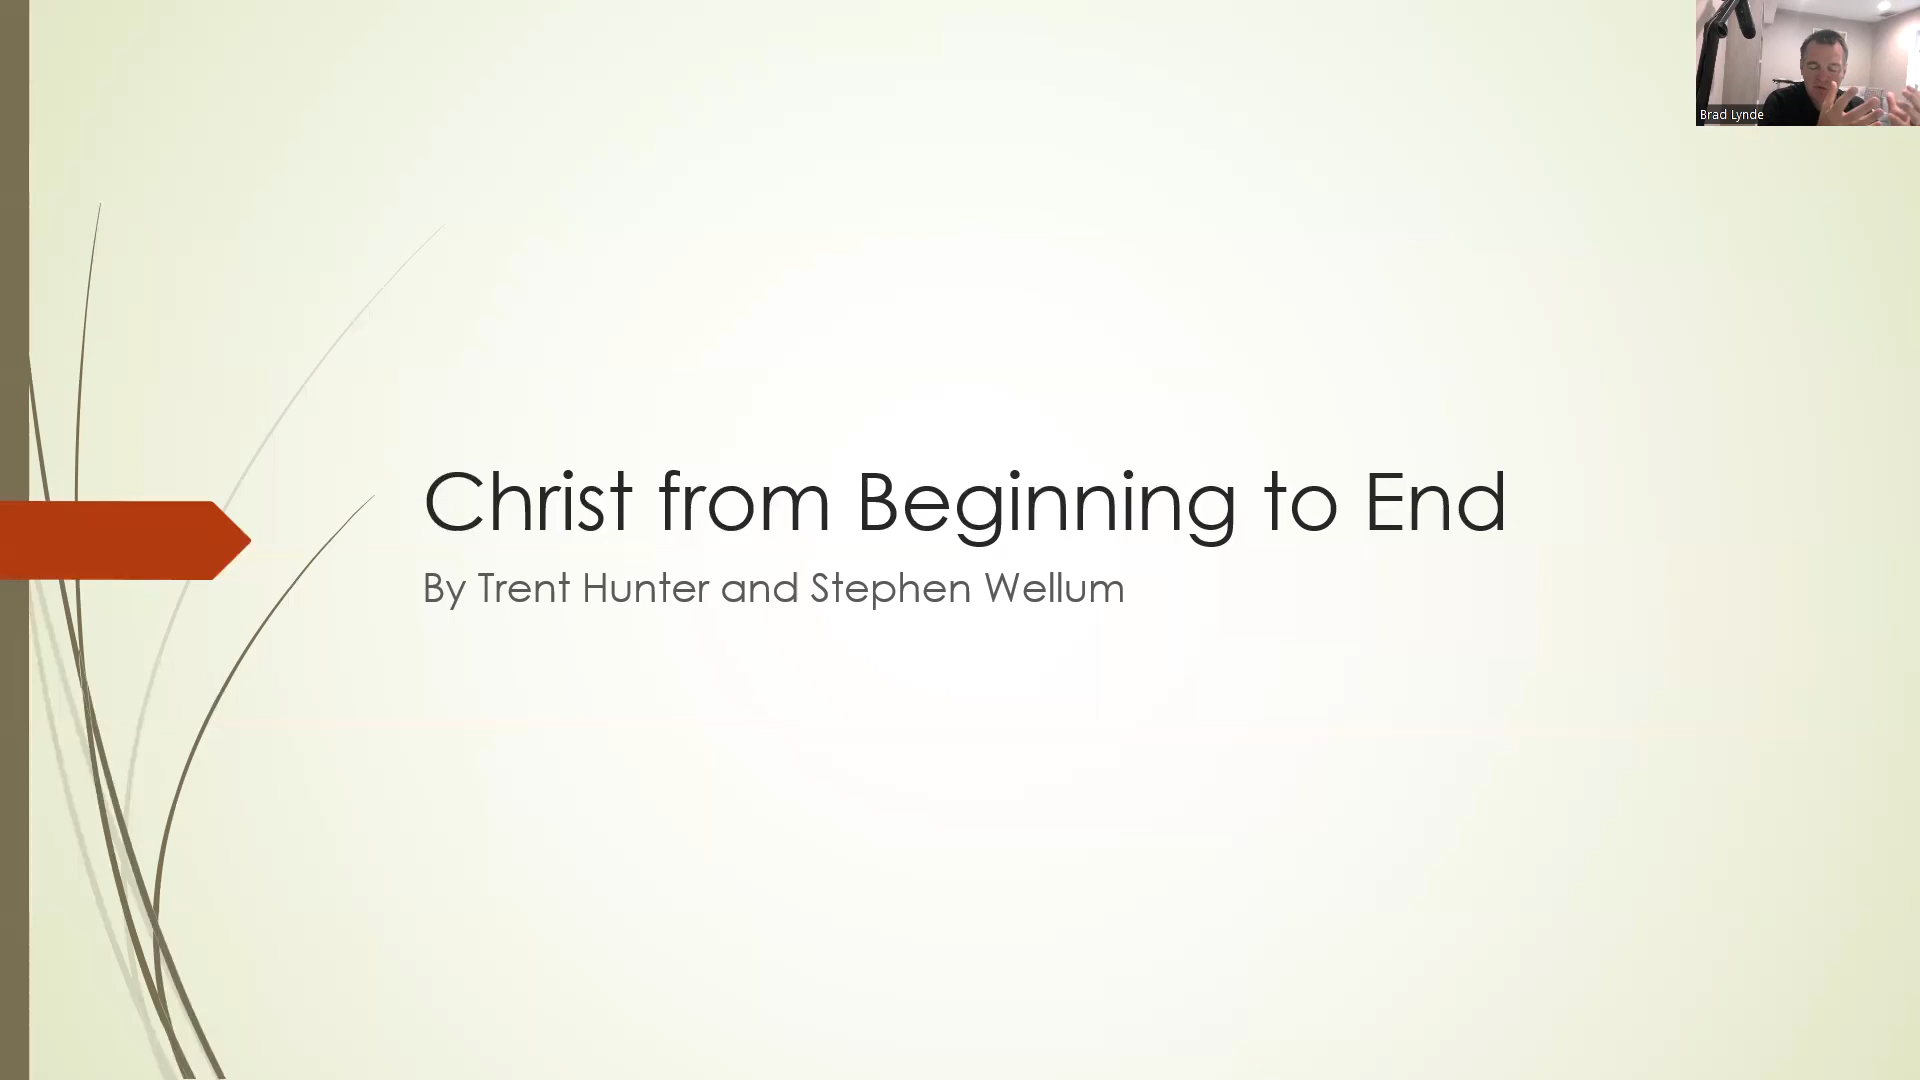 Brad Lynde
Christ from Beginning to End
By Trent Hunter and Stephen Wellum